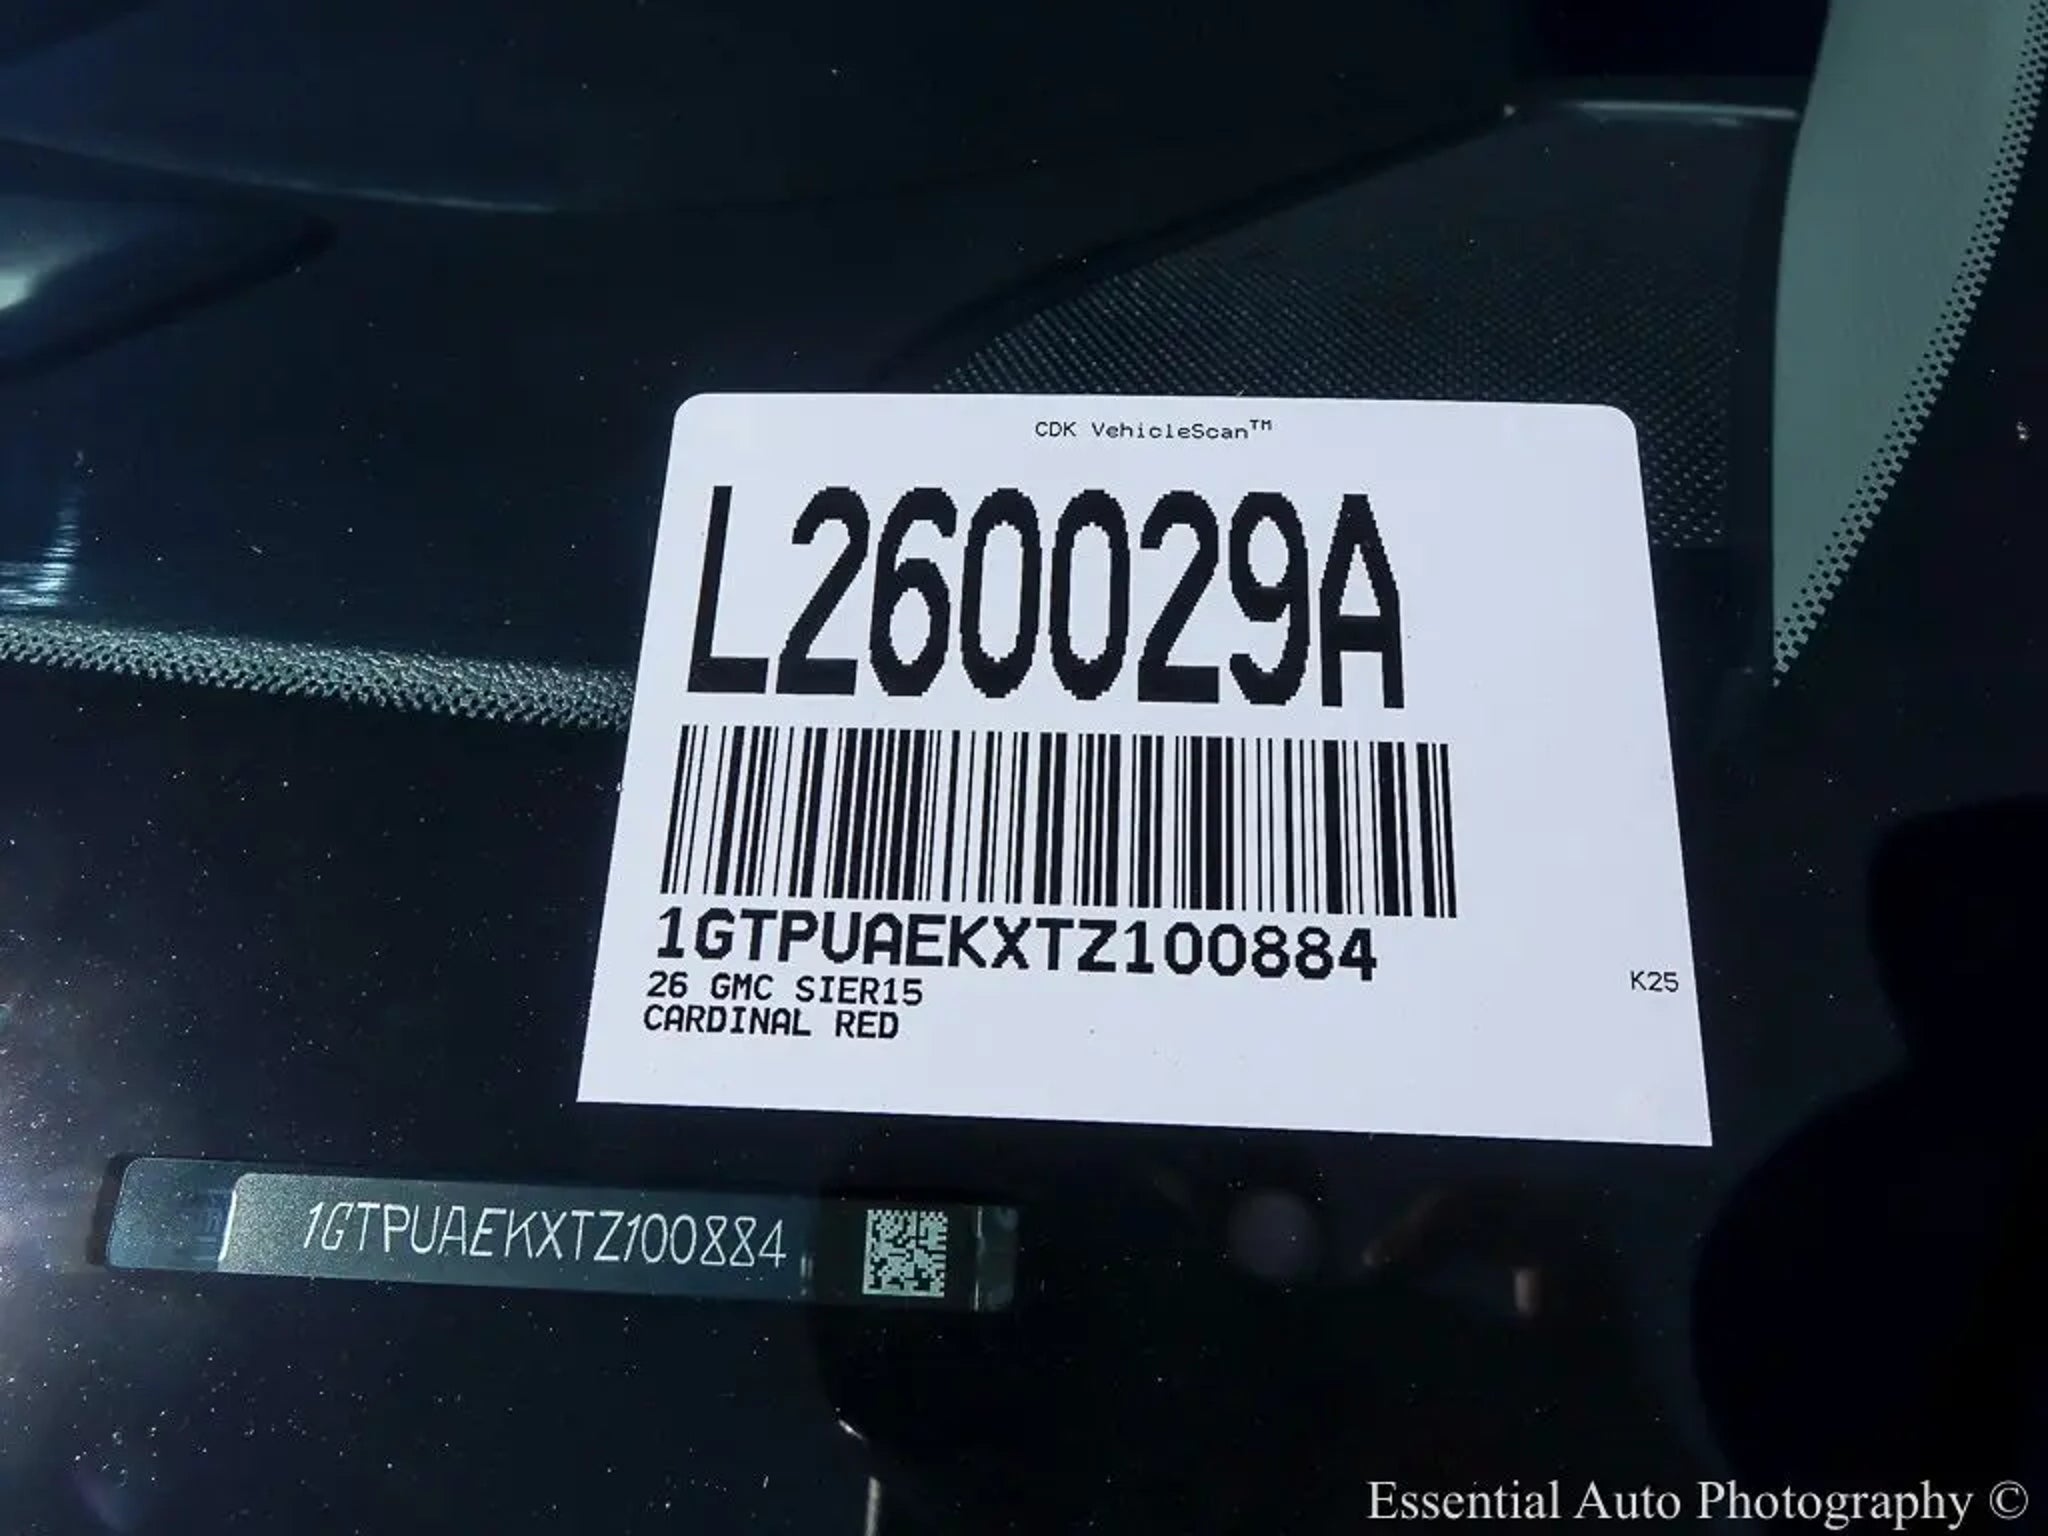 CDK VehicleScan™
L260029A
1GTPUAEKXTZ100884
26 GMC SIER15
K25
CARDINAL RED
1GTPUAEKXTZ100884
Essential Auto Photography ©